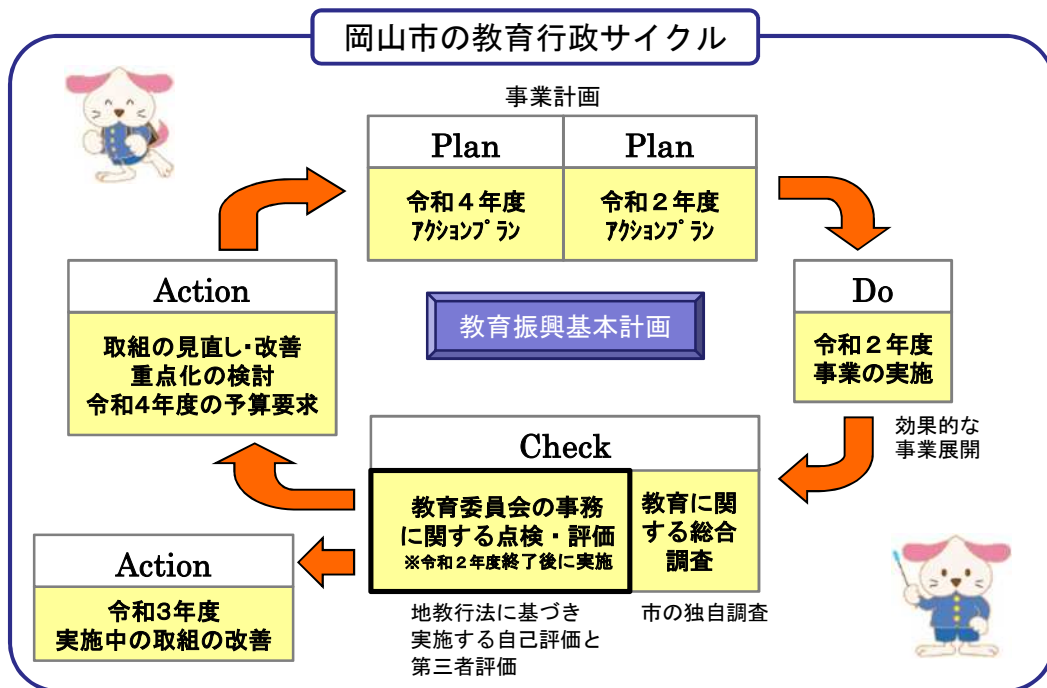 岡山市の教育行政サイクル
事業計画
Plan
令和４年度
ｱｸｼｮﾝﾌﾟﾗﾝ
Plan
令和２年度
ｱｸｼｮﾝﾌﾟﾗﾝ
Do
令和２年度
事業の実施
効果的な
事業展開
教育振興基本計画
Check
教育委員会の事務
に関する点検・評価
※令和２年度終了後に実施
地教行法に基づき
実施する自己評価と
第三者評価
教育に関
する総合
調査
市の独自調査
Action
取組の見直し・改善
重点化の検討
令和4年度の予算要求
Action
令和3年度
実施中の取組の改善